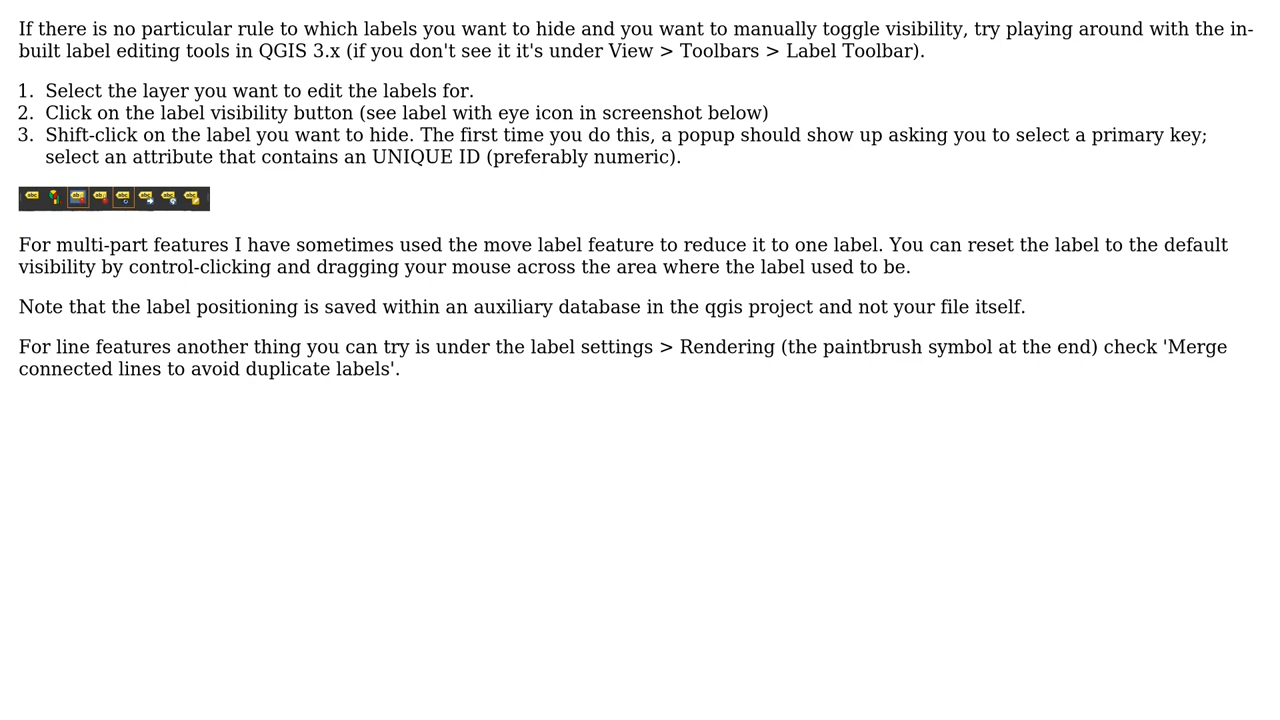 If there is no particular rule to which labels you want to hide and you want to manually toggle visibility, try playing around with the in-
built label editing tools in QGIS 3.x (if you don't see it it's under View > Toolbars > Label Toolbar).
1. Select the layer you want to edit the labels for.
2. Click on the label visibility button (see label with eye icon in screenshot below)
3. Shift-click on the label you want to hide. The first time you do this, a popup should show up asking you to select a primary key;
select an attribute that contains an UNIQUE ID (preferably numeric).
abc ab abc abc abc abc abc
For multi-part features I have sometimes used the move label feature to reduce it to one label. You can reset the label to the default
visibility by control-clicking and dragging your mouse across the area where the label used to be.
Note that the label positioning is saved within an auxiliary database in the qgis project and not your file itself.
For line features another thing you can try is under the label settings > Rendering (the paintbrush symbol at the end) check 'Merge
connected lines to avoid duplicate labels'.